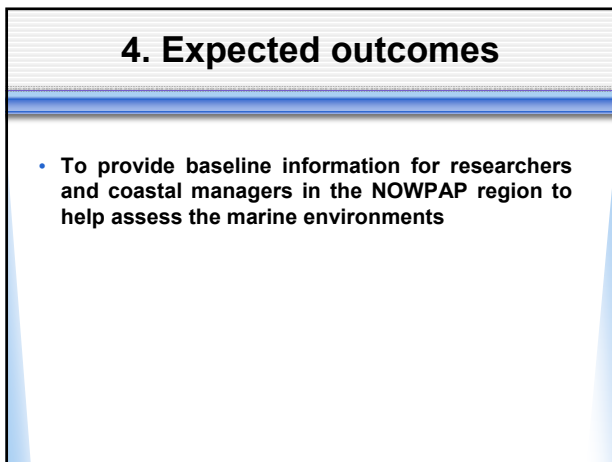 4. Expected outcomes
• To provide baseline information for researchers
and coastal managers in the NOWPAP region to
help assess the marine environments